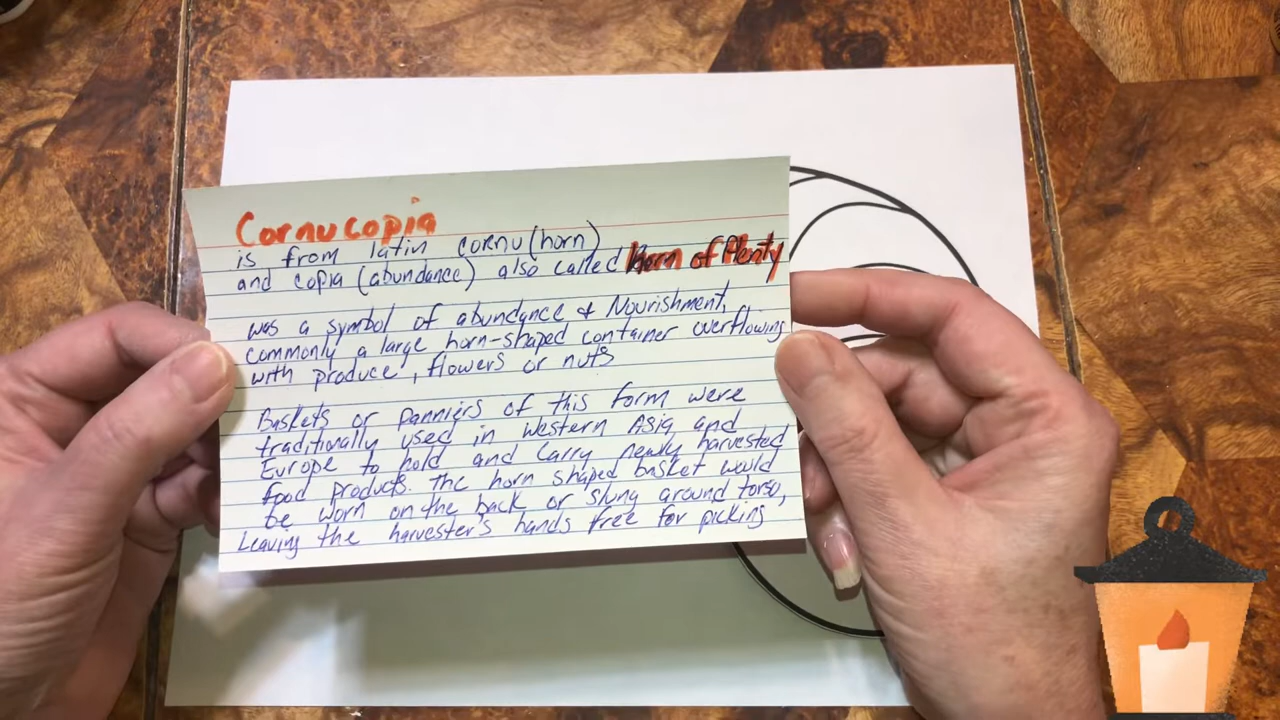 Cornucopia
is from latin cornu (horn)
and copia (abundance) also called Horn of Plenty
was a symbol of abundance & Nourishment,
commonly a large horn-shaped container overflowing
with produce, flowers or nuts
Baskets or panniers of this form were
traditionally used in western Asia and
Europe to hold and Carry newly harvested
food products. The horn shaped basket would
be worn on the back or slung around torso,
Leaving the harvester's hands free for picking